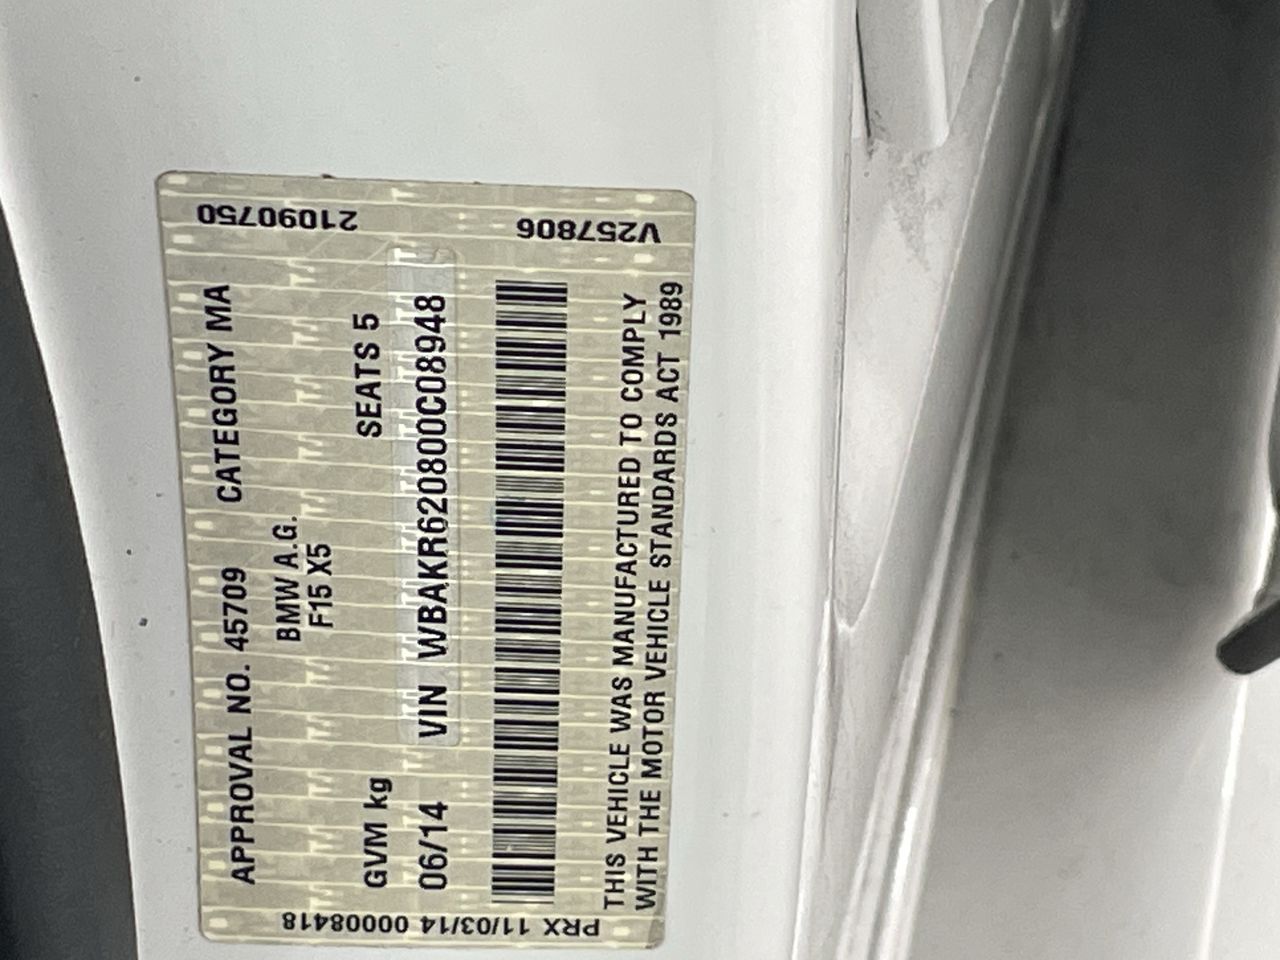 APPROVAL NO. 45709 CATEGORY MA
BMW A.G.
F15 X5
GVM kg SEATS 5
06/14 VIN WBAKR620800C08948
THIS VEHICLE WAS MANUFACTURED TO COMPLY
WITH THE MOTOR VEHICLE STANDARDS ACT 1989
21090750
V257806
PRX 11/03/14 00008418